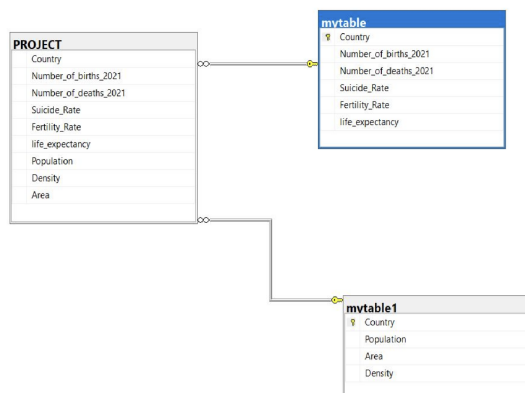 PROJECT
Country
Number_of_births_2021
Number_of_deaths_2021
Suicide_Rate
Fertility_Rate
life_expectancy
Population
Density
Area
mytable
Country
Number_of_births_2021
Number_of_deaths_2021
Suicide_Rate
Fertility_Rate
life_expectancy
mytable1
Country
Population
Area
Density